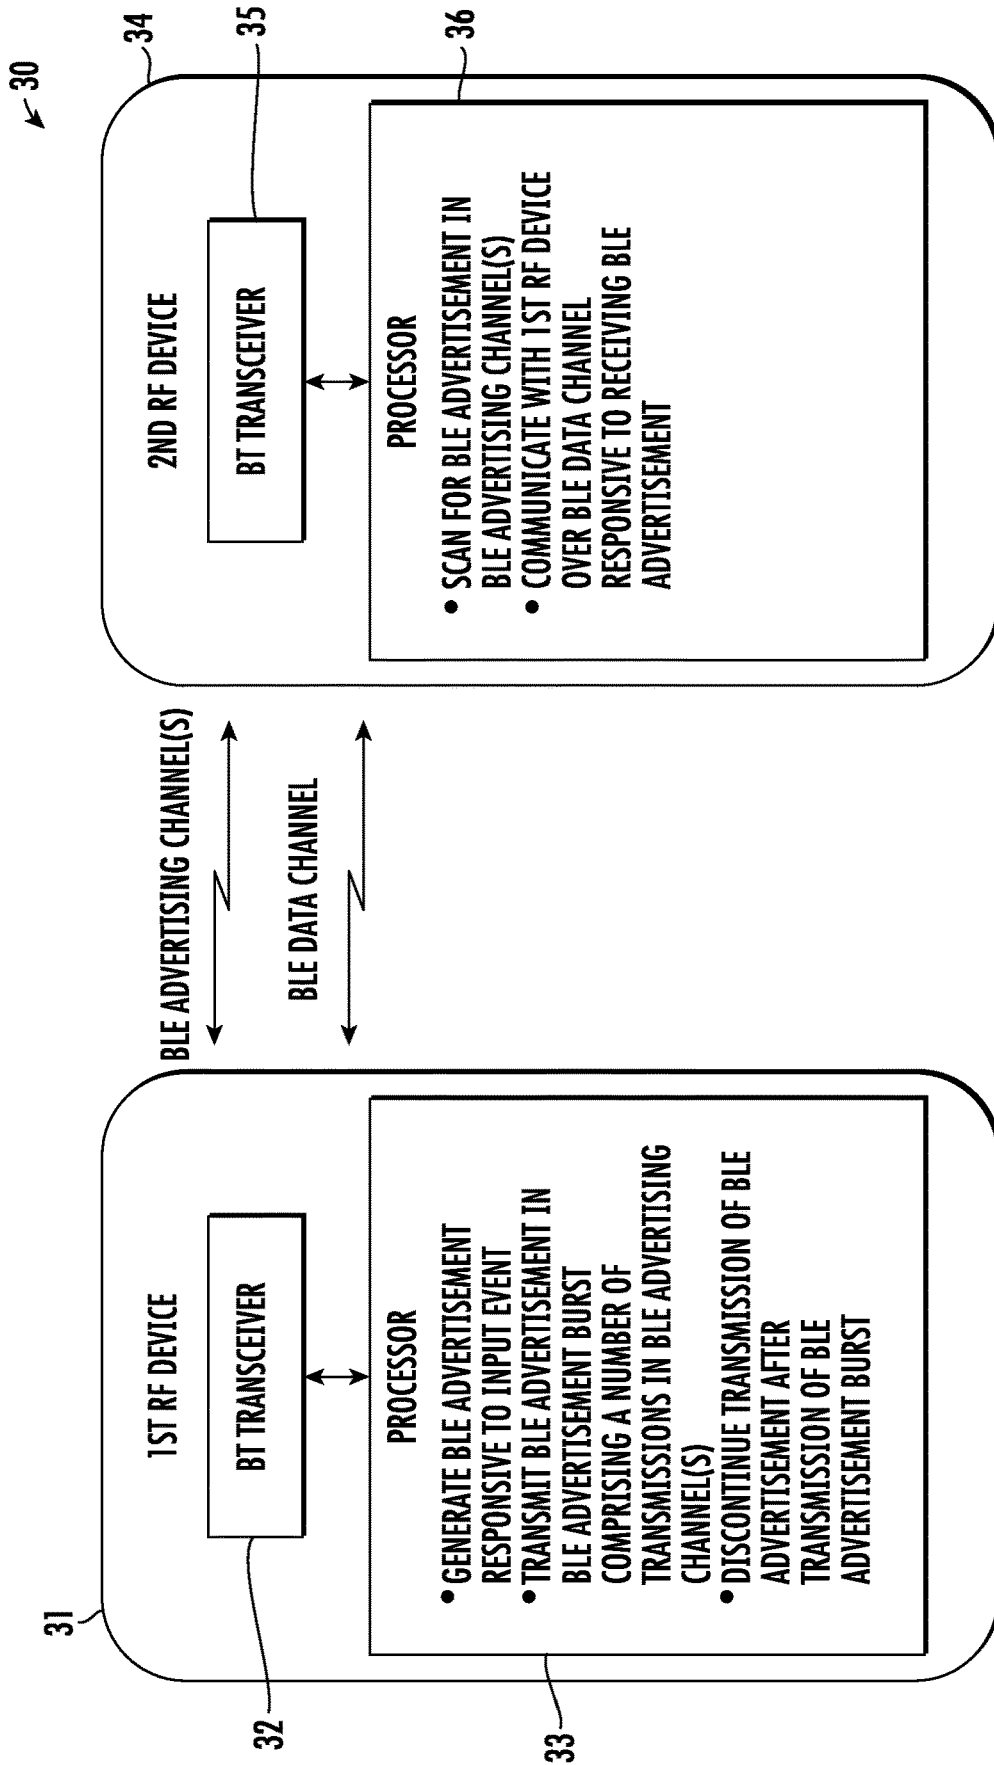 30
31
1ST RF DEVICE
BT TRANSCEIVER
32
PROCESSOR
• GENERATE BLE ADVERTISEMENT
RESPONSIVE TO INPUT EVENT
• TRANSMIT BLE ADVERTISEMENT IN
BLE ADVERTISEMENT BURST
COMPRISING A NUMBER OF
TRANSMISSIONS IN BLE ADVERTISING
CHANNEL(S)
• DISCONTINUE TRANSMISSION OF BLE
ADVERTISEMENT AFTER
TRANSMISSION OF BLE
ADVERTISEMENT BURST
33
BLE ADVERTISING CHANNEL(S)
BLE DATA CHANNEL
34
2ND RF DEVICE
BT TRANSCEIVER
35
PROCESSOR
• SCAN FOR BLE ADVERTISEMENT IN
BLE ADVERTISING CHANNEL(S)
• COMMUNICATE WITH 1ST RF DEVICE
OVER BLE DATA CHANNEL
RESPONSIVE TO RECEIVING BLE
ADVERTISEMENT
36